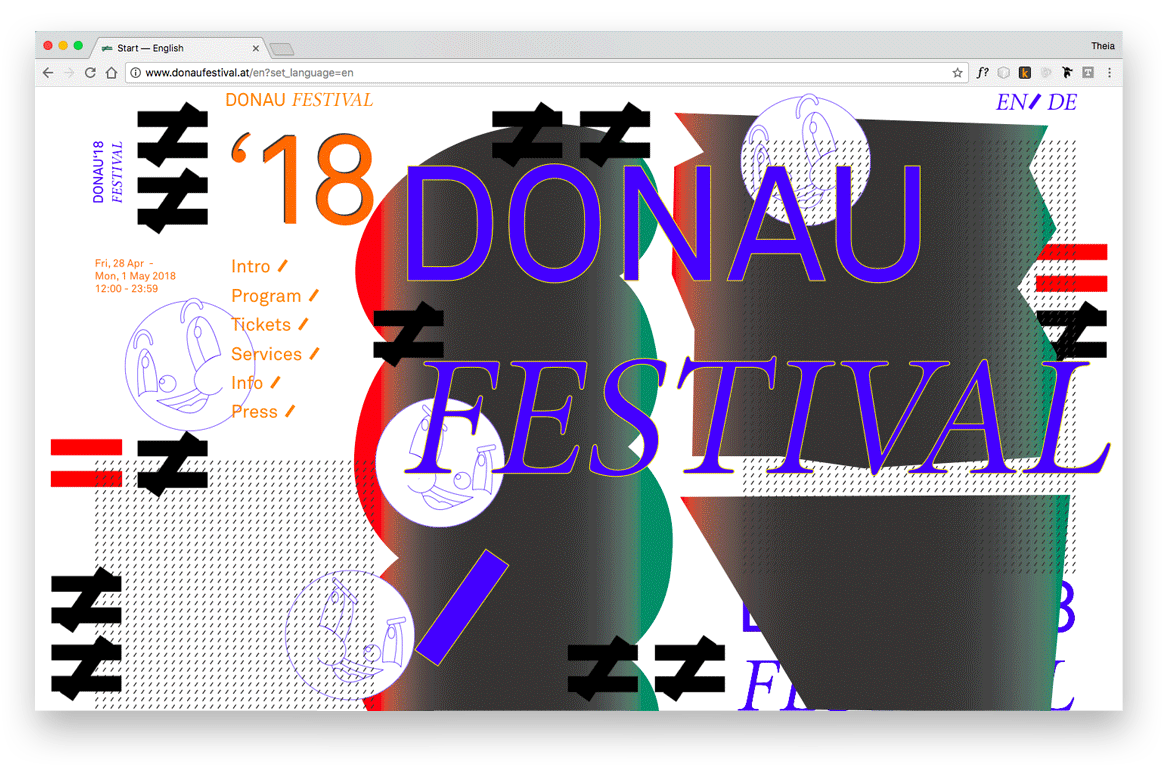 Start — English
Theia
www.donaufestival.at/en?set_language=en
f?
k
DONAU FESTIVAL
EN/ DE
DONAU'18
FESTIVAL
‘18
DONAU
Fri, 28 Apr –
Mon, 1 May 2018
12:00 - 23:59
Intro /
Program /
Tickets /
Services /
Info /
Press /
FESTIVAL